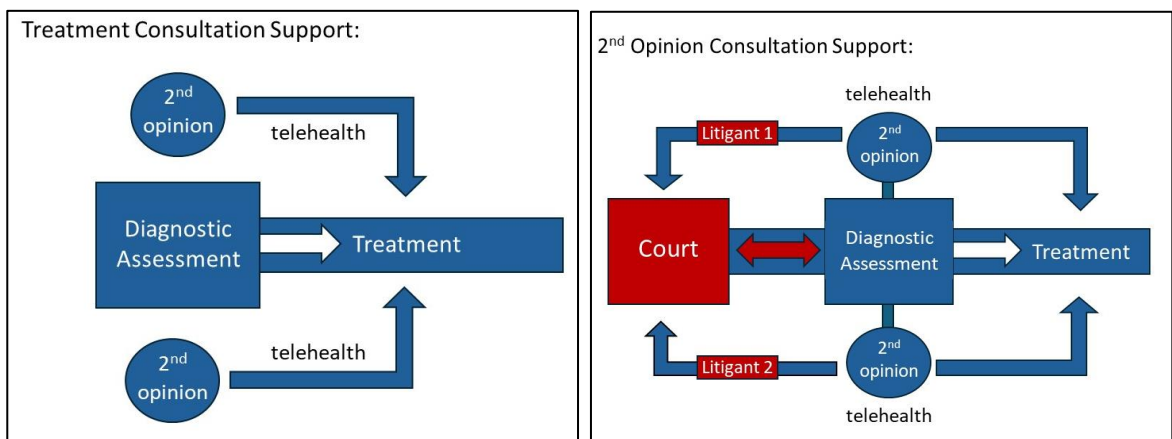 Treatment Consultation Support:
2nd
opinion
telehealth
Diagnostic
Assessment
Treatment
telehealth
2nd
opinion
2nd Opinion Consultation Support:
telehealth
Litigant 1
2nd
opinion
Court
Diagnostic
Assessment
Treatment
Litigant 2
2nd
opinion
telehealth